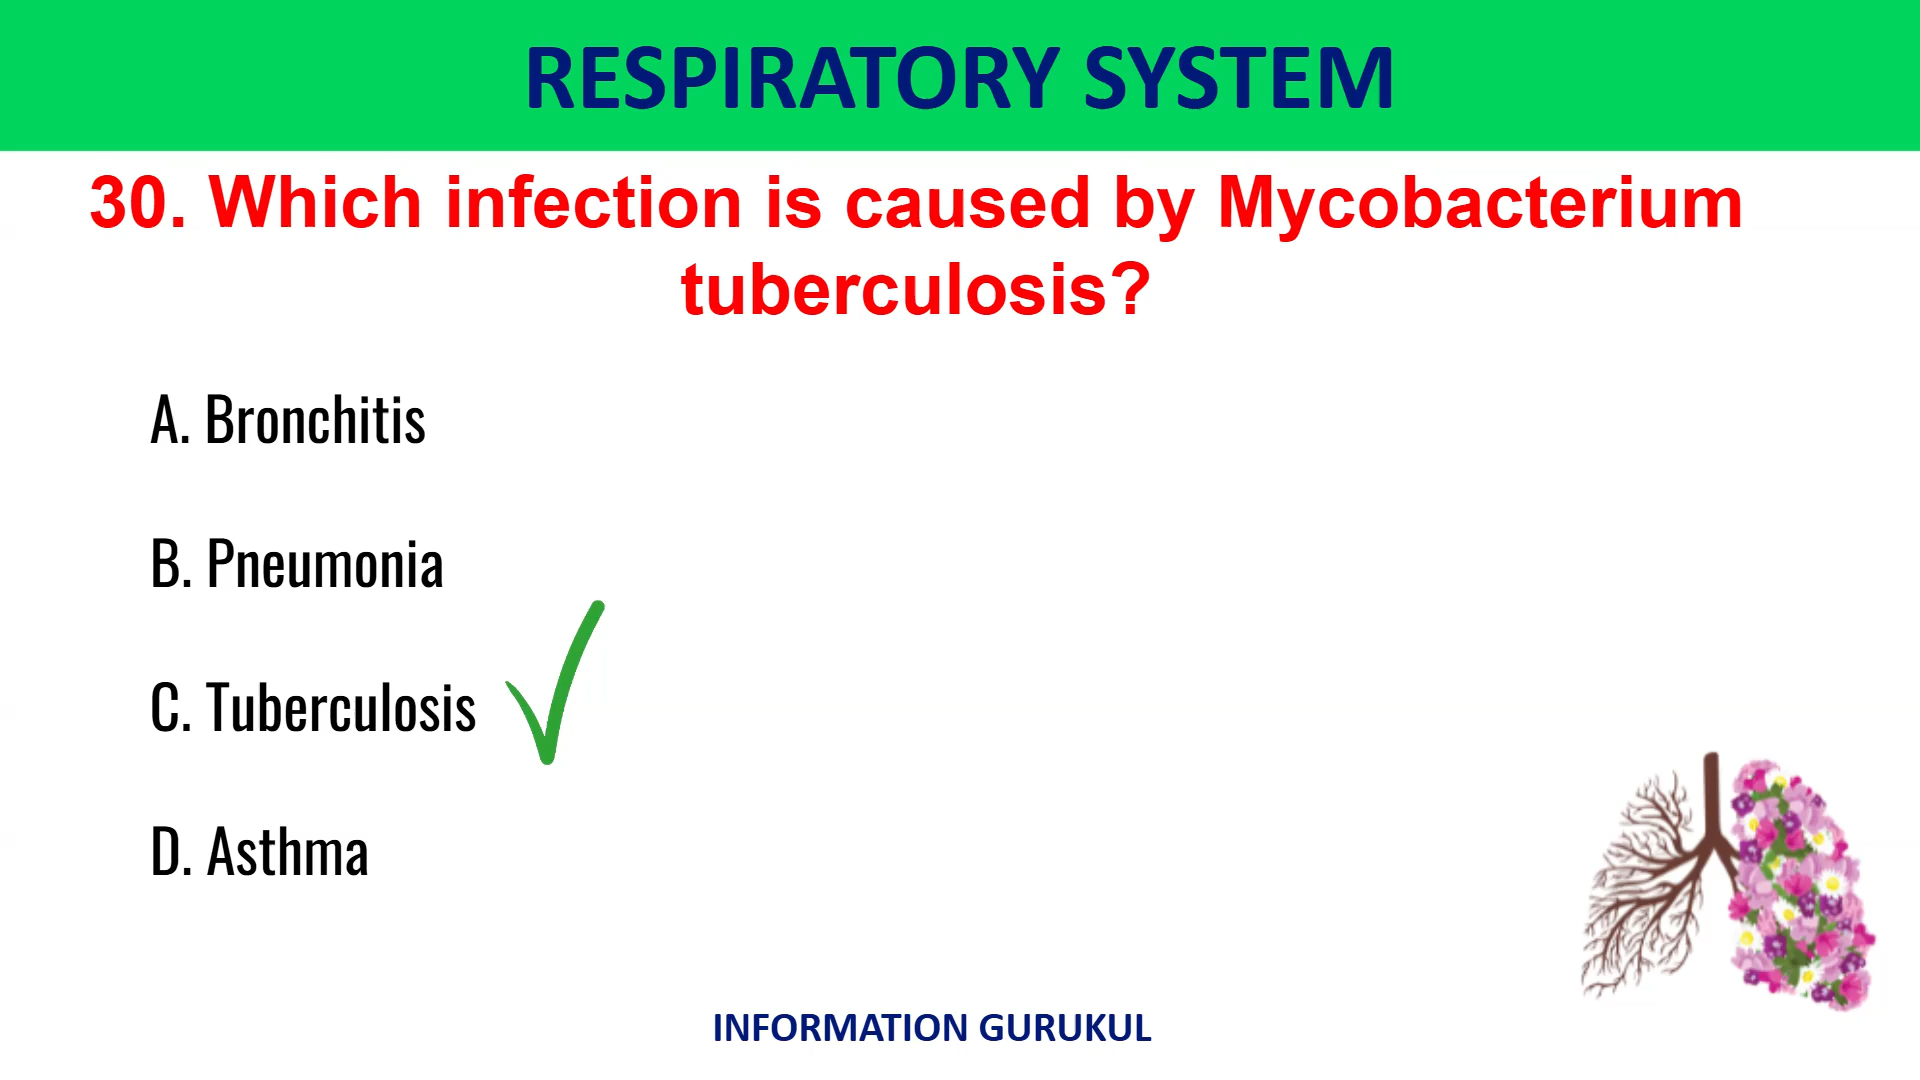 RESPIRATORY SYSTEM
30. Which infection is caused by Mycobacterium
tuberculosis?
A. Bronchitis
B. Pneumonia
C. Tuberculosis
D. Asthma
INFORMATION GURUKUL